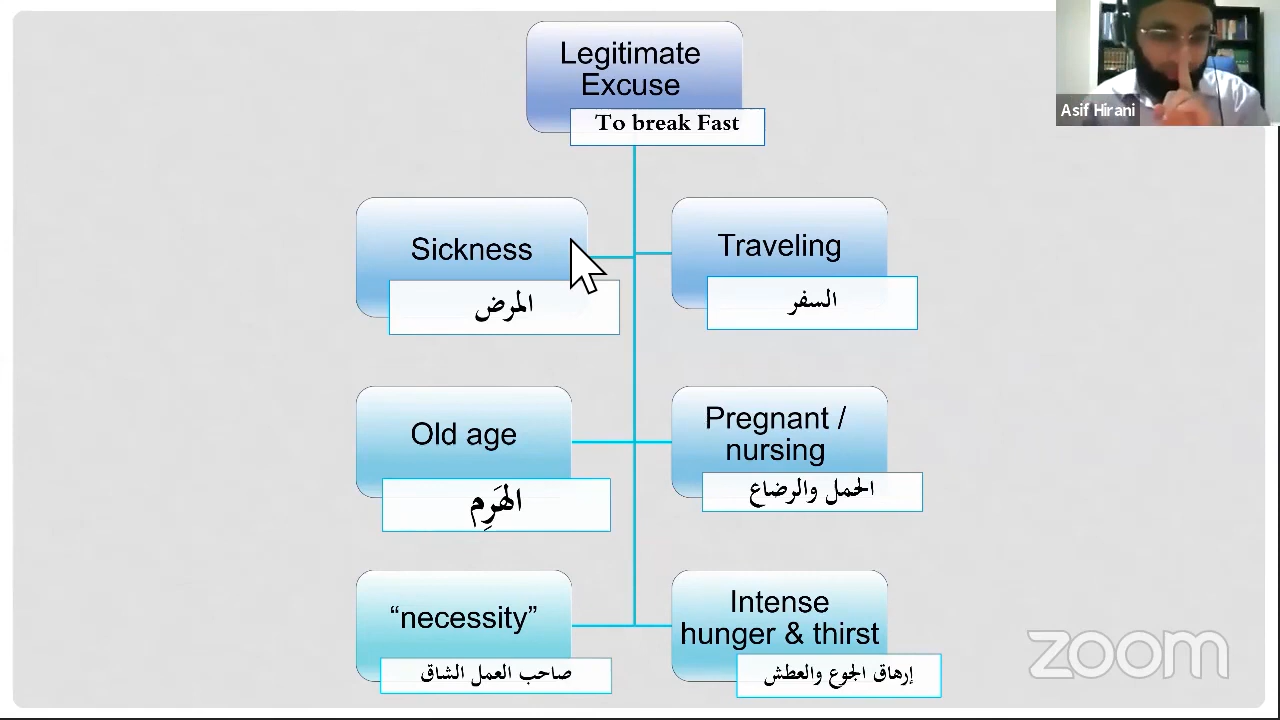 Legitimate
Excuse
To break Fast
Asif Hirani
Sickness
المرض
Traveling
السفر
Old age
الهَرِم
Pregnant /
nursing
الحمل والرضاع
“necessity”
صاحب العمل الشاق
Intense
hunger & thirst
إرهاق الجوع والعطش
zoom